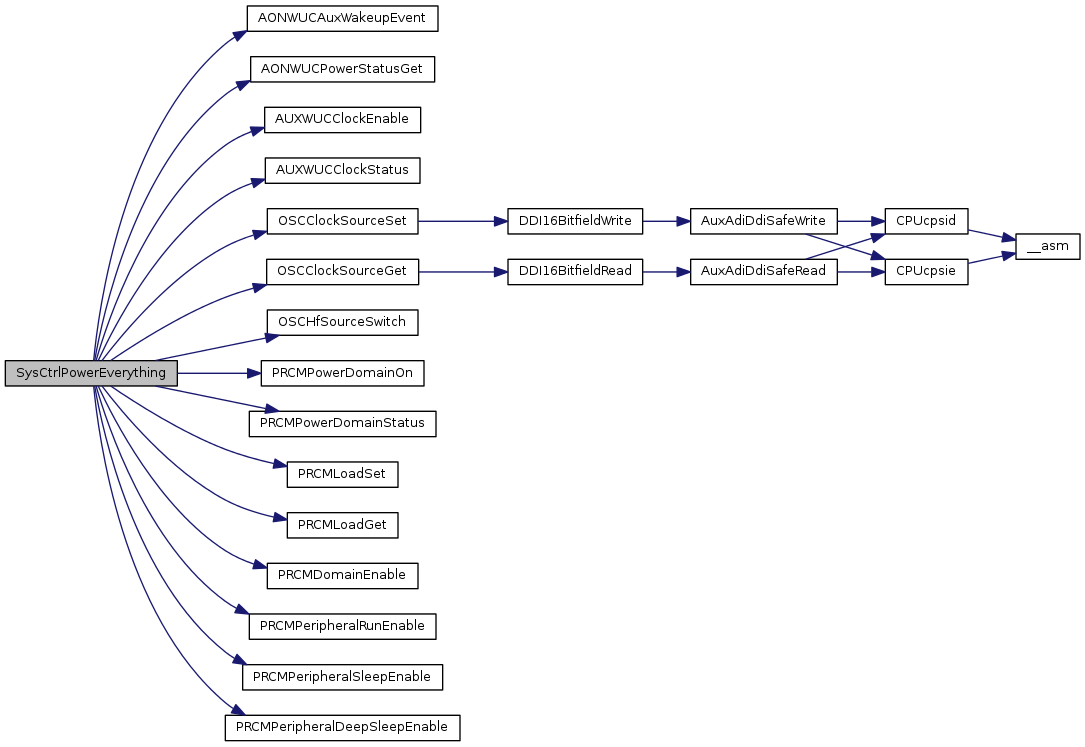 AONWUCAuxWakeupEvent
AONWUCPowerStatusGet
AUXWUCClockEnable
AUXWUCClockStatus
OSCClockSourceSet
DDI16BitfieldWrite
AuxAdiDdiSafeWrite
CPUcpsid
__asm
OSCClockSourceGet
DDI16BitfieldRead
AuxAdiDdiSafeRead
CPUcpsie
OSCHfSourceSwitch
SysCtrlPowerEverything
PRCMPowerDomainOn
PRCMPowerDomainStatus
PRCMLoadSet
PRCMLoadGet
PRCMDomainEnable
PRCMPeripheralRunEnable
PRCMPeripheralSleepEnable
PRCMPeripheralDeepSleepEnable